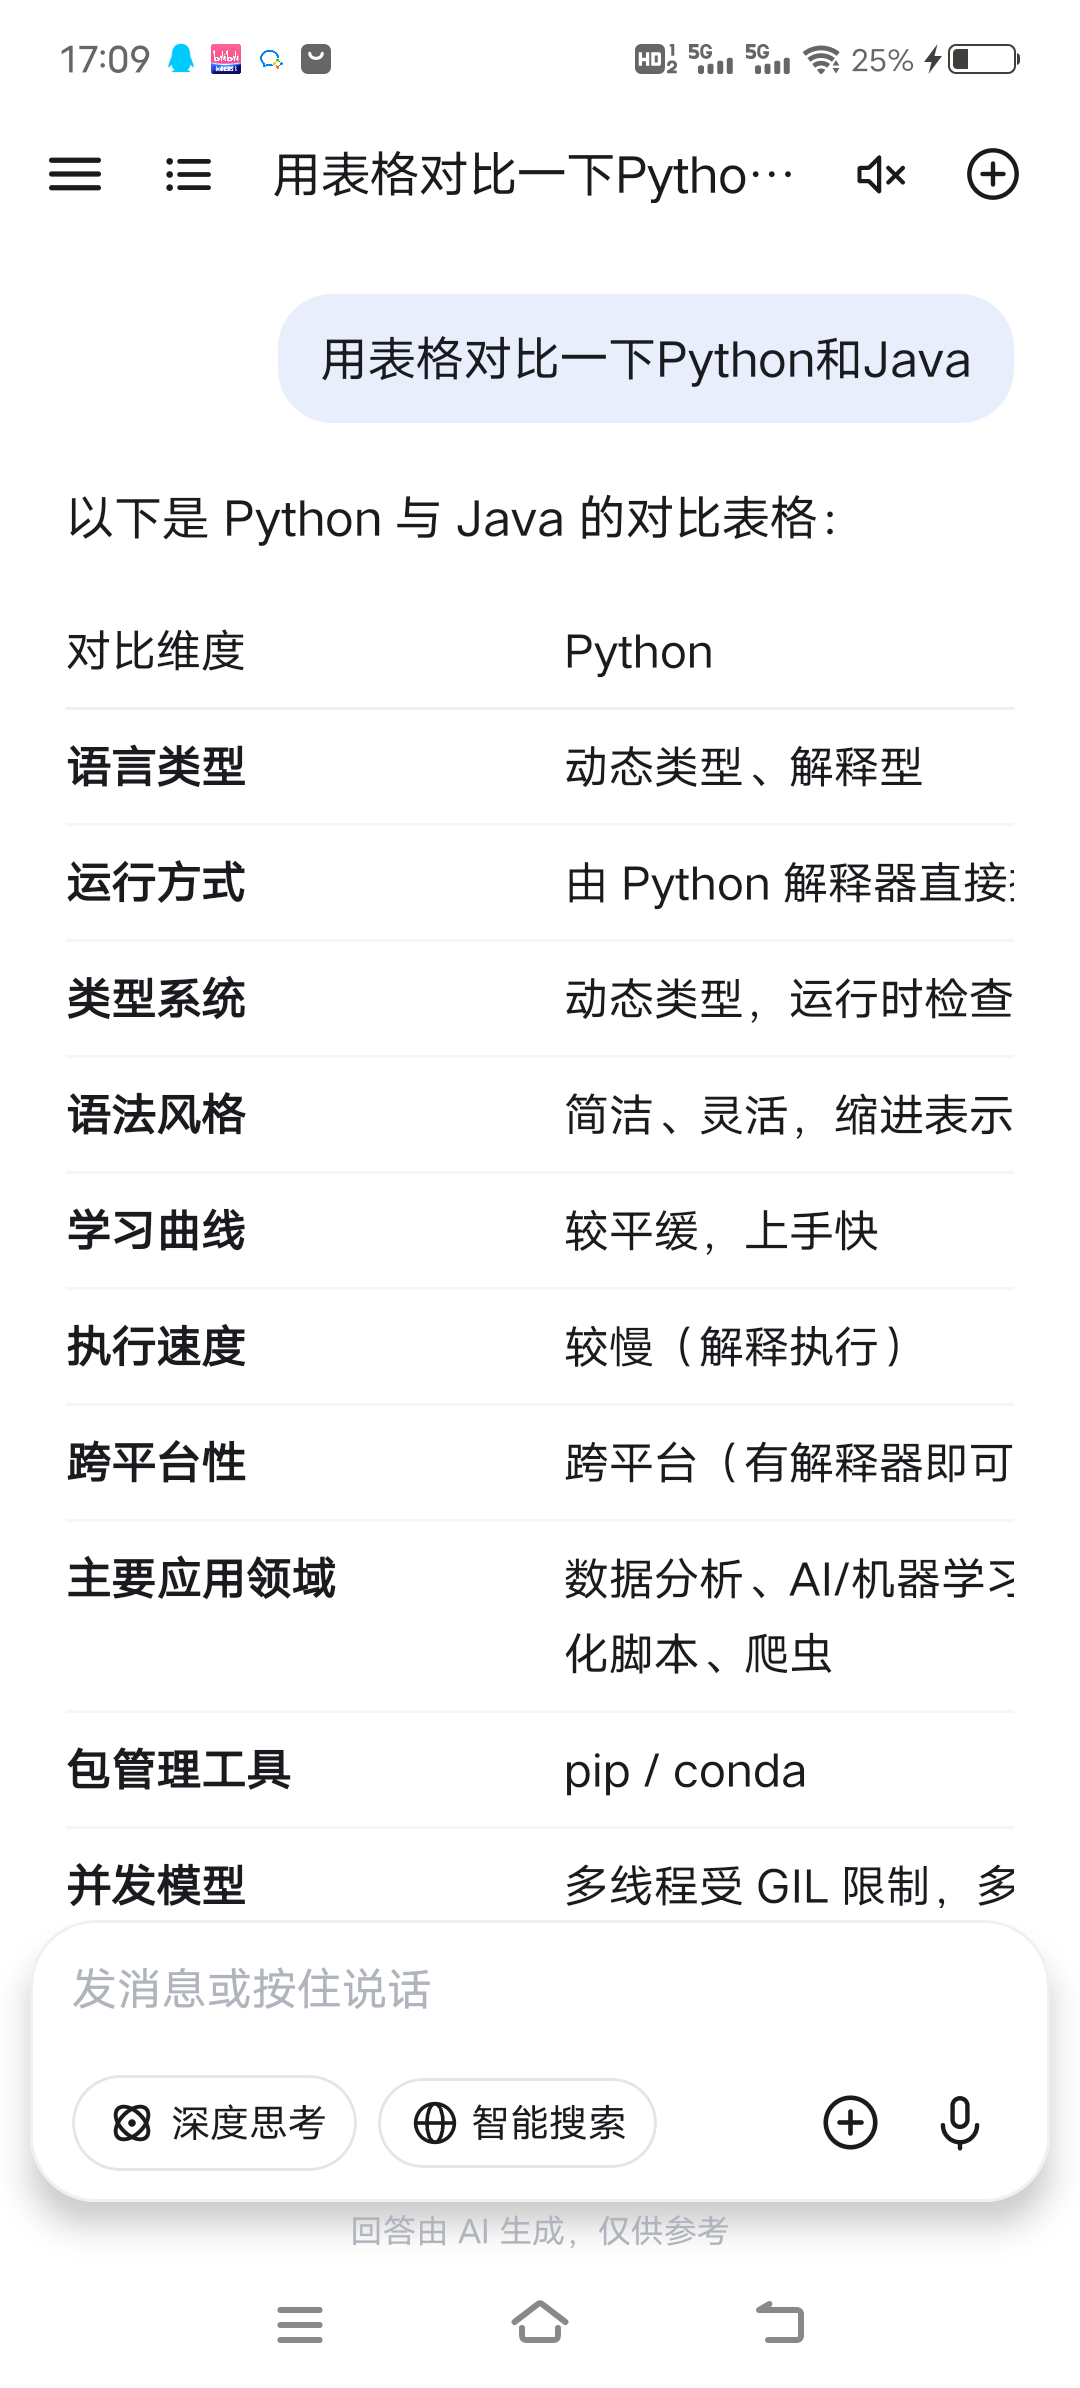 17:09
HD 1 2 5G 5G 25%
用表格对比一下Pytho…
用表格对比一下Python和Java
以下是 Python 与 Java 的对比表格：
对比维度 Python
语言类型 动态类型、解释型
运行方式 由 Python 解释器直接
类型系统 动态类型，运行时检查
语法风格 简洁、灵活，缩进表示
学习曲线 较平缓，上手快
执行速度 较慢（解释执行）
跨平台性 跨平台（有解释器即可
主要应用领域 数据分析、AI/机器学习
化脚本、爬虫
包管理工具 pip / conda
并发模型 多线程受 GIL 限制，多
发消息或按住说话
深度思考 智能搜索
回答由 AI 生成，仅供参考